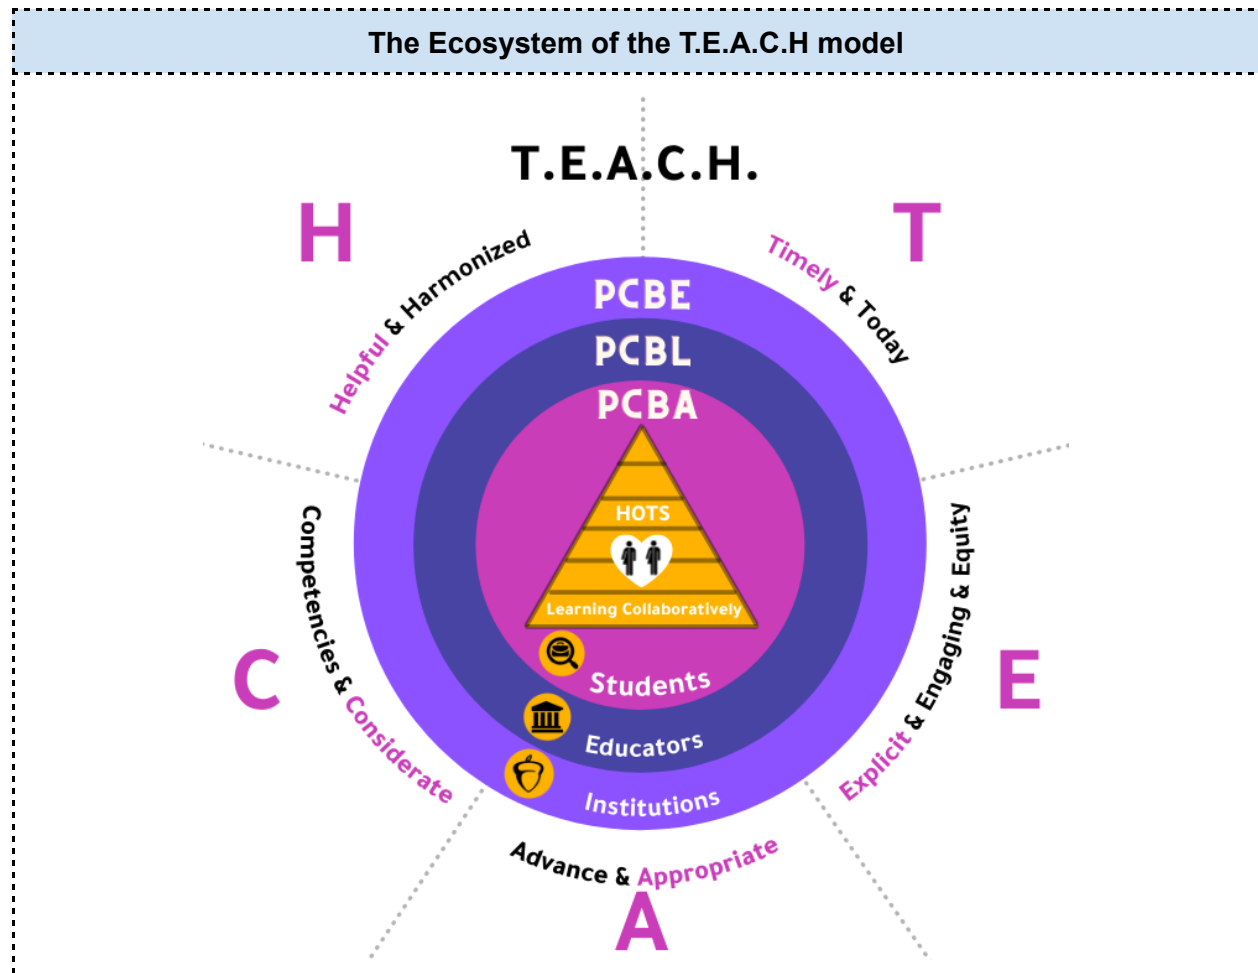 The Ecosystem of the T.E.A.C.H model
T.E.A.C.H.
H
T
Helpful & Harmonized
Timely & Today
PCBE
PCBL
PCBA
HOTS
Learning Collaboratively
Students
Educators
Institutions
Competencies & Considerate
C
Explicit & Engaging & Equity
E
Advance & Appropriate
A